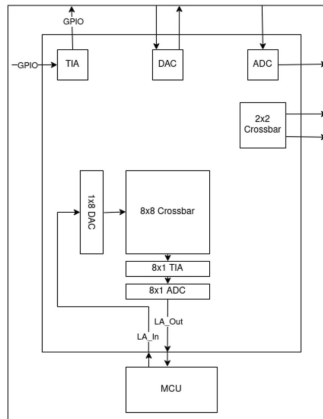 GPIO
GPIO
TIA
DAC
ADC
2x2
Crossbar
1x8 DAC
8x8 Crossbar
8x1 TIA
8x1 ADC
LA_Out
LA_In
MCU